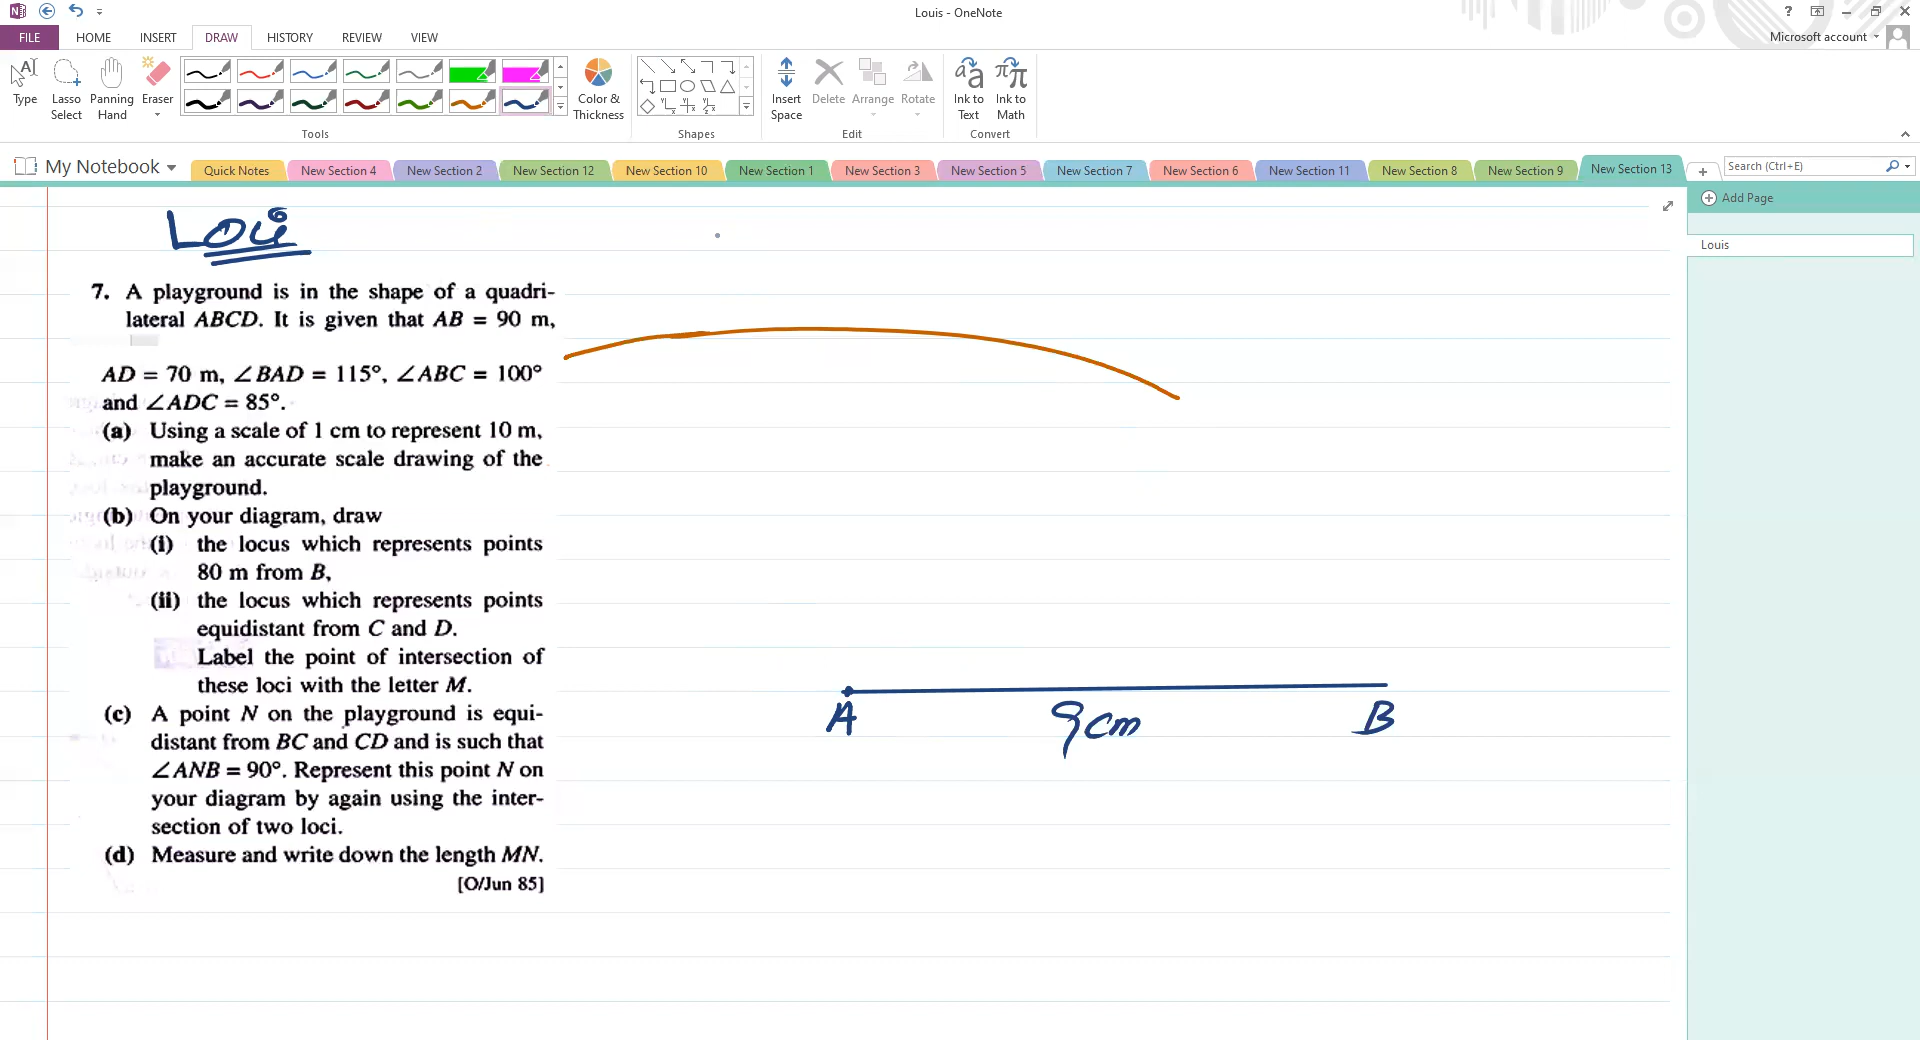 Louis - OneNote
?
Microsoft account
FILE HOME INSERT DRAW HISTORY REVIEW VIEW
Type
Lasso Select
Panning Hand
Eraser
Color & Thickness
Insert Space
Delete
Arrange
Rotate
Ink to Text
Ink to Math
Tools
Shapes
Edit
Convert
My Notebook
Quick Notes New Section 4 New Section 2 New Section 12 New Section 10 New Section 1 New Section 3 New Section 5 New Section 7 New Section 6 New Section 11 New Section 8 New Section 9 New Section 13
Search (Ctrl+E)
Add Page
Louis
Loci
7. A playground is in the shape of a quadri-
lateral ABCD. It is given that AB = 90 m,
AD = 70 m, ∠BAD = 115°, ∠ABC = 100°
and ∠ADC = 85°.
(a) Using a scale of 1 cm to represent 10 m,
make an accurate scale drawing of the
playground.
(b) On your diagram, draw
(i) the locus which represents points
80 m from B,
(ii) the locus which represents points
equidistant from C and D.
Label the point of intersection of
these loci with the letter M.
(c) A point N on the playground is equi-
distant from BC and CD and is such that
∠ANB = 90°. Represent this point N on
your diagram by again using the inter-
section of two loci.
(d) Measure and write down the length MN.
[O/Jun 85]
A 9cm B